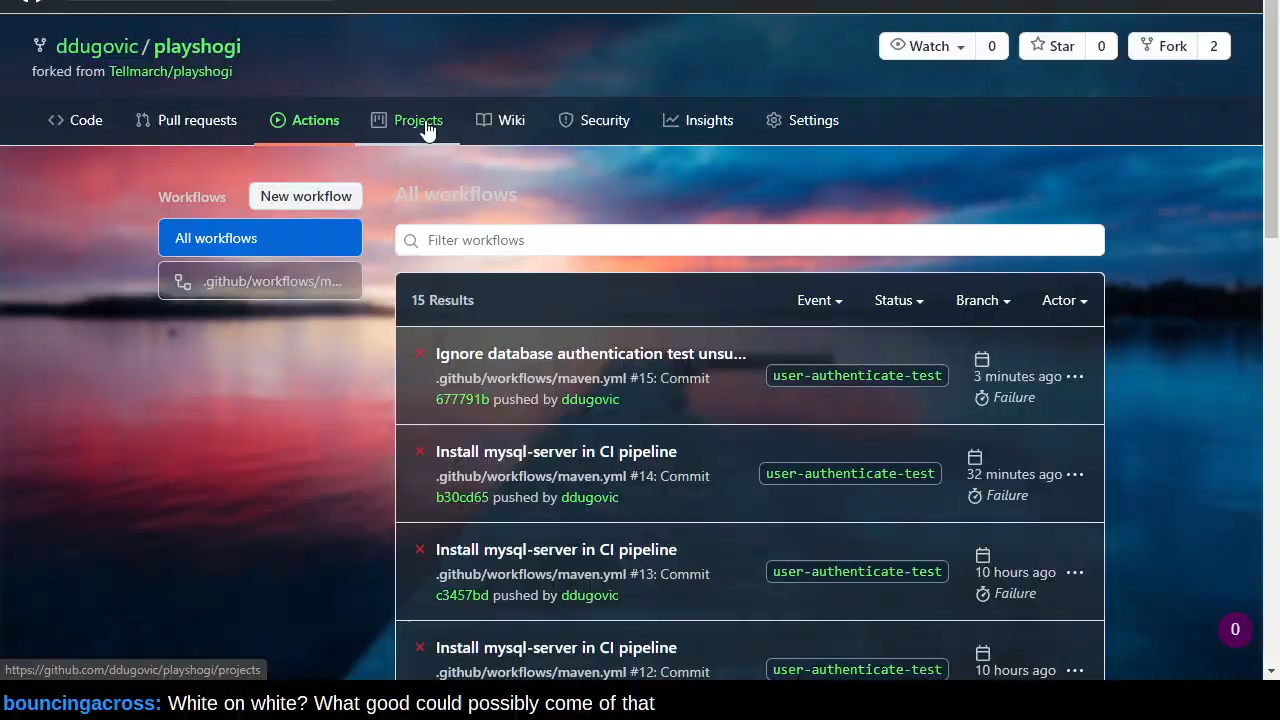 ddugovic / playshogi
Watch 0 Star 0 Fork 2
forked from Tellmarch/playshogi
Code Pull requests Actions Projects Wiki Security Insights Settings
Workflows New workflow
All workflows
All workflows
Filter workflows
.github/workflows/m...
15 Results Event Status Branch Actor
Ignore database authentication test unsu...
.github/workflows/maven.yml #15: Commit
677791b pushed by ddugovic
user-authenticate-test
3 minutes ago ...
Failure
Install mysql-server in CI pipeline
.github/workflows/maven.yml #14: Commit
b30cd65 pushed by ddugovic
user-authenticate-test
32 minutes ago ...
Failure
Install mysql-server in CI pipeline
.github/workflows/maven.yml #13: Commit
c3457bd pushed by ddugovic
user-authenticate-test
10 hours ago ...
Failure
Install mysql-server in CI pipeline
.github/workflows/maven.yml #12: Commit
user-authenticate-test
10 hours ago ...
0
https://github.com/ddugovic/playshogi/projects
bouncingacross: White on white? What good could possibly come of that